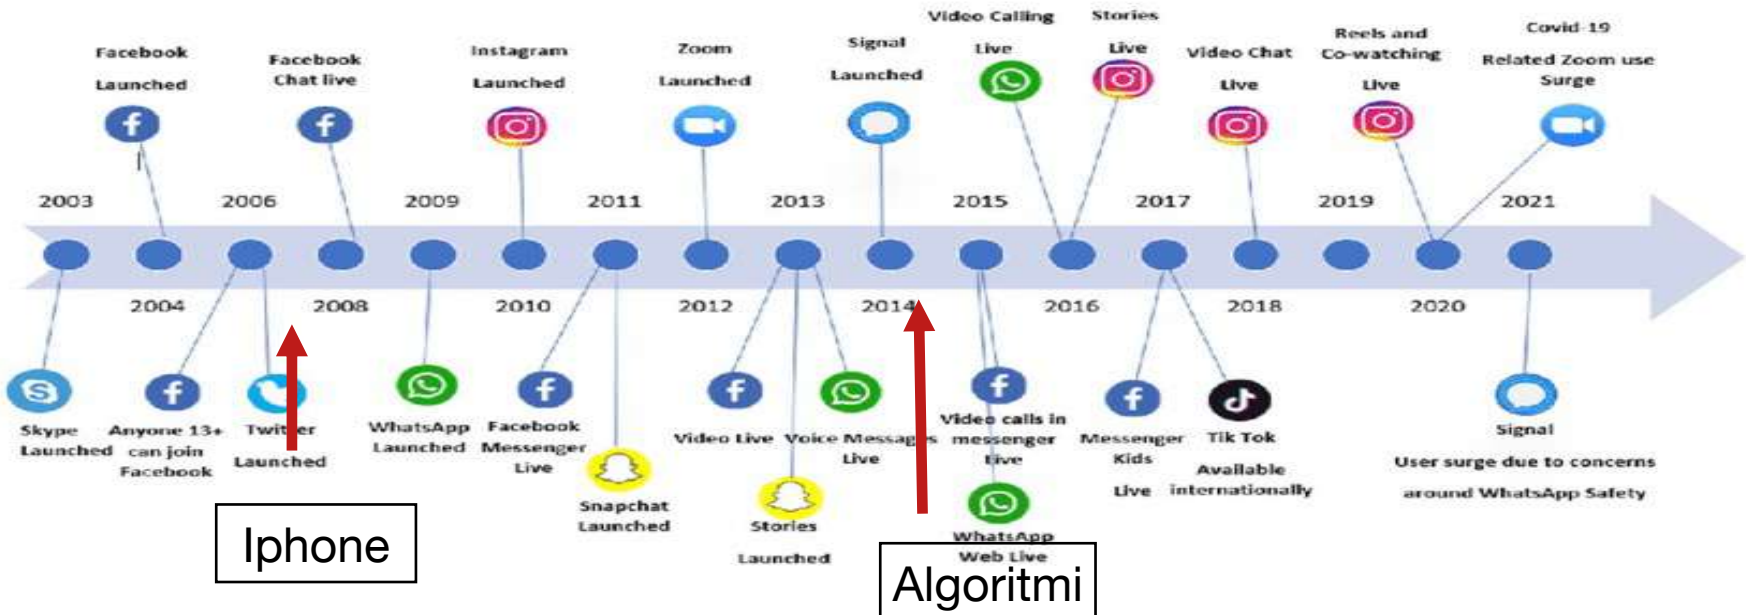 Facebook
Launched
Facebook
Chat live
Instagram
Launched
Zoom
Launched
Signal
Launched
Video Calling
Live
Stories
Live
Video Chat
Live
Reels and
Co-watching
Live
Covid-19
Related Zoom use
Surge
2003
2006
2009
2011
2013
2015
2017
2019
2021
2004
2008
2010
2012
2014
2016
2018
2020
Skype
Launched
Anyone 13+
can join
Facebook
Twitter
Launched
WhatsApp
Launched
Facebook
Messenger
Live
Snapchat
Launched
Video Live
Stories
Launched
Voice Messages
Live
Video calls in
messenger
Live
WhatsApp
Web Live
Messenger
Kids
Live
Tik Tok
Available
internationally
Signal
User surge due to concerns
around WhatsApp Safety
Iphone
Algoritmi